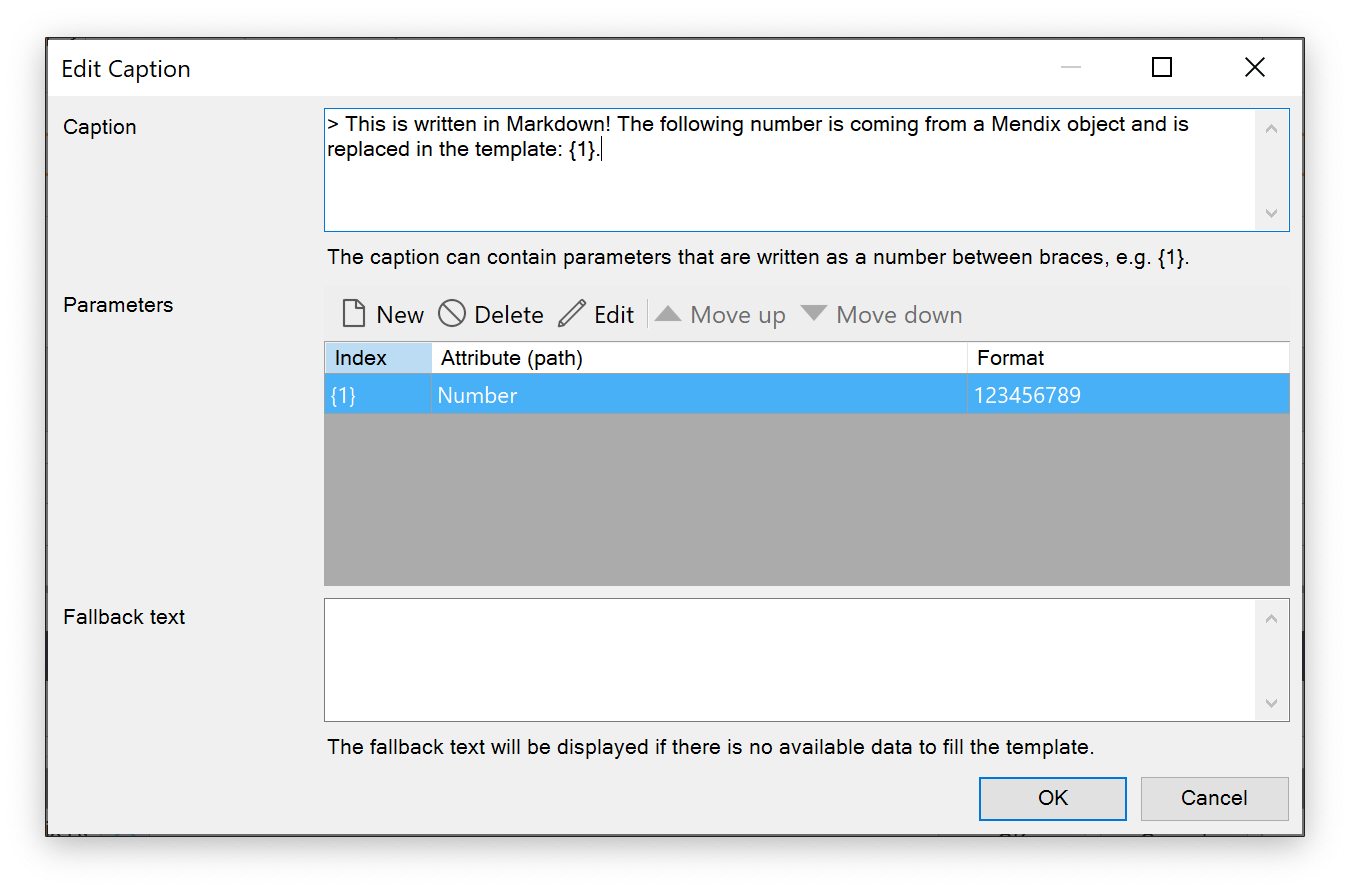 Edit Caption
Caption
> This is written in Markdown! The following number is coming from a Mendix object and is
replaced in the template: {1}.
The caption can contain parameters that are written as a number between braces, e.g. {1}.
Parameters
New Delete Edit Move up Move down
Index Attribute (path) Format
{1} Number 123456789
Fallback text
The fallback text will be displayed if there is no available data to fill the template.
OK Cancel